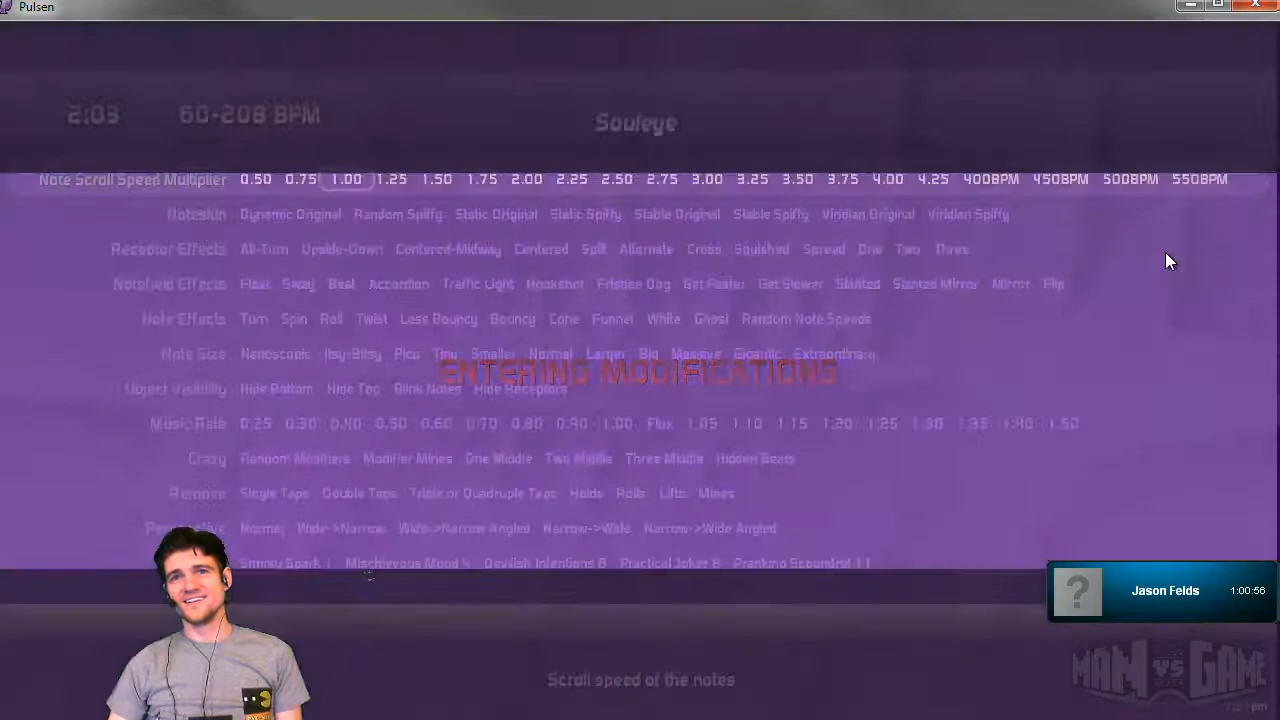 Pulsen
2:03 60-208 BPM
Souleye
Note Scroll Speed Multiplier 0.50 0.75 1.00 1.25 1.50 1.75 2.00 2.25 2.50 2.75 3.00 3.25 3.50 3.75 4.00 4.25 400BPM 450BPM 500BPM 550BPM
Noteskin Dynamic Original Random Spiffy Static Original Static Spiffy Stable Original Stable Spiffy Viridian Original Viridian Spiffy
Receptor Effects All-Turn Upside-Down Centered-Midway Centered Split Alternate Cross Squished Spread One Two Three
Notefield Effects Float Sway Beat Accordion Traffic Light Hookshot Frisbee Dog Get Faster Get Slower Slanted Slanted Mirror Mirror Flip
Note Effects Turn Spin Roll Twist Less Bouncy Bouncy Cone Funnel White Ghost Random Note Speeds
Note Size Nanoscopic Itsy-Bitsy Pico Tiny Smaller Normal Larger Big Massive Gigantic Extraordinary
ENTERING MODIFICATIONS
Object Visibility Hide Bottom Hide Top Blink Notes Hide Receptors
Music Rate 0.25 0.30 0.40 0.50 0.60 0.70 0.80 0.90 1.00 Flux 1.05 1.10 1.15 1.20 1.25 1.30 1.35 1.40 1.50
Crazy Random Modifiers Modifier Mines One Middle Two Middle Three Middle Hidden Bears
Remove Single Taps Double Taps Triple or Quadruple Taps Holds Rolls Lifts Mines
Perspective Normal Wide->Narrow Wide->Narrow Angled Narrow->Wide Narrow->Wide Angled
Mischievous Mood 4 Devilish Intentions 6 Practical Joker 8 Pranking Scoundrel 11
Jason Felds 1:00:56
Scroll speed of the notes
MAN vs GAME